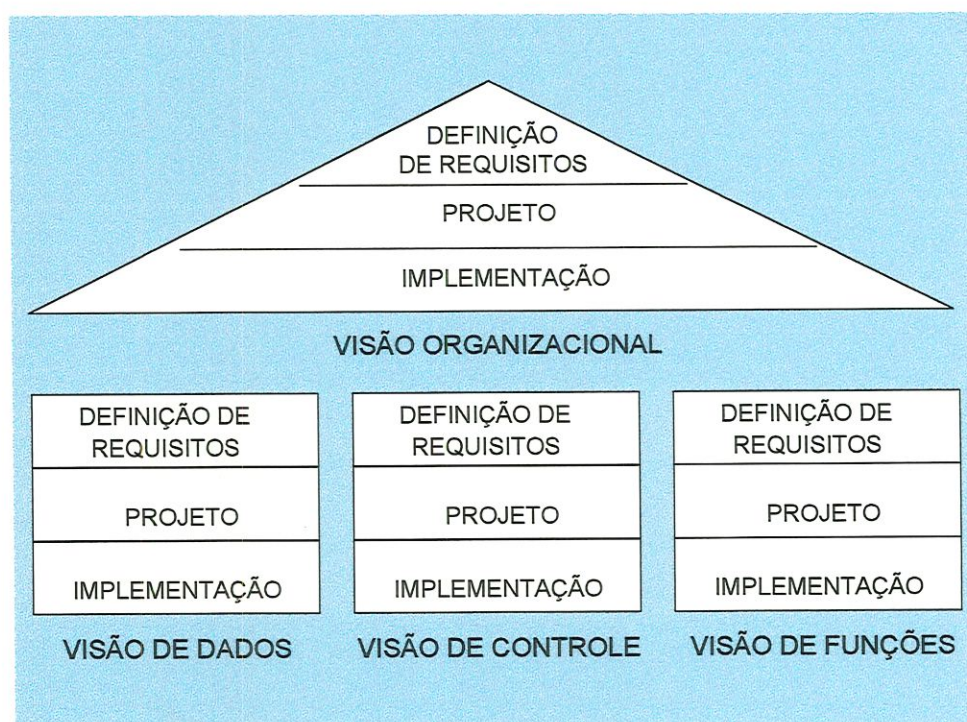 DEFINIÇÃO
DE REQUISITOS
PROJETO
IMPLEMENTAÇÃO
VISÃO ORGANIZACIONAL
DEFINIÇÃO DE
REQUISITOS
PROJETO
IMPLEMENTAÇÃO
VISÃO DE DADOS
DEFINIÇÃO DE
REQUISITOS
PROJETO
IMPLEMENTAÇÃO
VISÃO DE CONTROLE
DEFINIÇÃO DE
REQUISITOS
PROJETO
IMPLEMENTAÇÃO
VISÃO DE FUNÇÕES